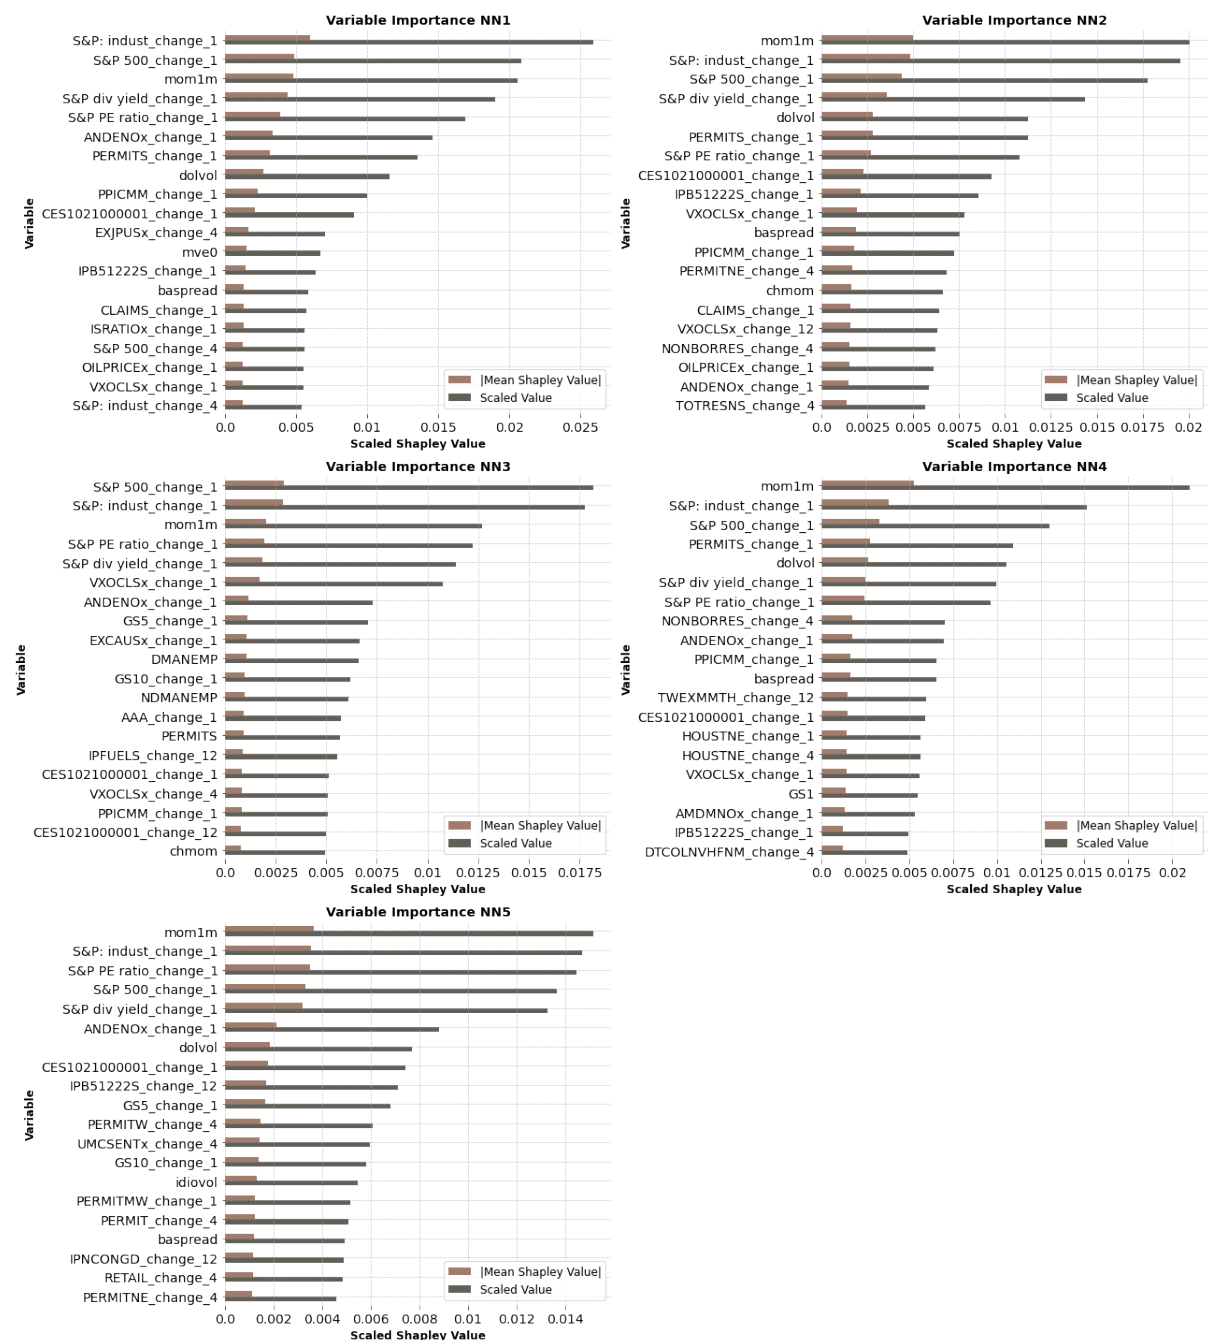 Variable Importance NN1
S&P: indust_change_1
S&P 500_change_1
mom1m
S&P div yield_change_1
S&P PE ratio_change_1
ANDENOx_change_1
PERMITS_change_1
dolvol
PPICMM_change_1
CES1021000001_change_1
EXJPUSx_change_4
mve0
IPB51222S_change_1
baspread
CLAIMS_change_1
ISRATIOx_change_1
S&P 500_change_4
OILPRICEx_change_1
VXOCLSx_change_1
S&P: indust_change_4
Variable
|Mean Shapley Value|
Scaled Value
0.0 0.005 0.01 0.015 0.02 0.025
Scaled Shapley Value
Variable Importance NN2
mom1m
S&P: indust_change_1
S&P 500_change_1
S&P div yield_change_1
dolvol
PERMITS_change_1
S&P PE ratio_change_1
CES1021000001_change_1
IPB51222S_change_1
VXOCLSx_change_1
baspread
PPICMM_change_1
PERMITNE_change_4
chmom
CLAIMS_change_1
VXOCLSx_change_12
NONBORRES_change_4
OILPRICEx_change_1
ANDENOx_change_1
TOTRESNS_change_4
Variable
|Mean Shapley Value|
Scaled Value
0.0 0.0025 0.005 0.0075 0.01 0.0125 0.015 0.0175 0.02
Scaled Shapley Value
Variable Importance NN3
S&P 500_change_1
S&P: indust_change_1
mom1m
S&P PE ratio_change_1
S&P div yield_change_1
VXOCLSx_change_1
ANDENOx_change_1
GS5_change_1
EXCAUSx_change_1
DMANEMP
GS10_change_1
NDMANEMP
AAA_change_1
PERMITS
IPFUELS_change_12
CES1021000001_change_1
VXOCLSx_change_4
PPICMM_change_1
CES1021000001_change_12
chmom
Variable
|Mean Shapley Value|
Scaled Value
0.0 0.0025 0.005 0.0075 0.01 0.0125 0.015 0.0175
Scaled Shapley Value
Variable Importance NN4
mom1m
S&P: indust_change_1
S&P 500_change_1
PERMITS_change_1
dolvol
S&P div yield_change_1
S&P PE ratio_change_1
NONBORRES_change_4
ANDENOx_change_1
PPICMM_change_1
baspread
TWEXMMTH_change_12
CES1021000001_change_1
HOUSTNE_change_1
HOUSTNE_change_4
VXOCLSx_change_1
GS1
AMDMNOx_change_1
IPB51222S_change_1
DTCOLNVHFNM_change_4
Variable
|Mean Shapley Value|
Scaled Value
0.0 0.0025 0.005 0.0075 0.01 0.0125 0.015 0.0175 0.02
Scaled Shapley Value
Variable Importance NN5
mom1m
S&P: indust_change_1
S&P PE ratio_change_1
S&P 500_change_1
S&P div yield_change_1
ANDENOx_change_1
dolvol
CES1021000001_change_1
IPB51222S_change_12
GS5_change_1
PERMITW_change_4
UMCSENTx_change_4
GS10_change_1
idiovol
PERMITMW_change_1
PERMIT_change_4
baspread
IPNCONGD_change_12
RETAIL_change_4
PERMITNE_change_4
Variable
|Mean Shapley Value|
Scaled Value
0.0 0.002 0.004 0.006 0.008 0.01 0.012 0.014
Scaled Shapley Value